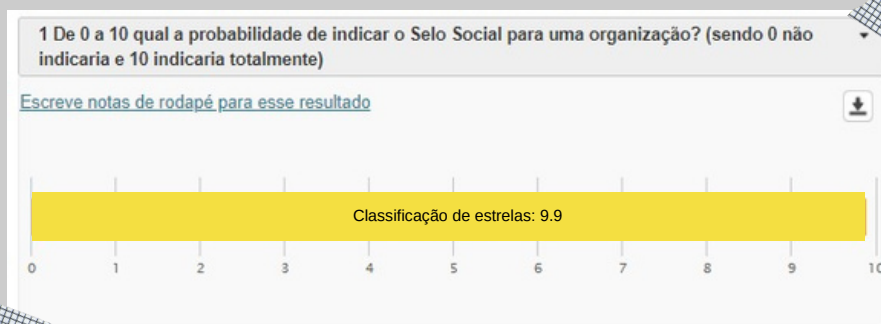 1 De 0 a 10 qual a probabilidade de indicar o Selo Social para uma organização? (sendo 0 não
indicaria e 10 indicaria totalmente)
Escreve notas de rodapé para esse resultado
Classificação de estrelas: 9.9
0 1 2 3 4 5 6 7 8 9 10